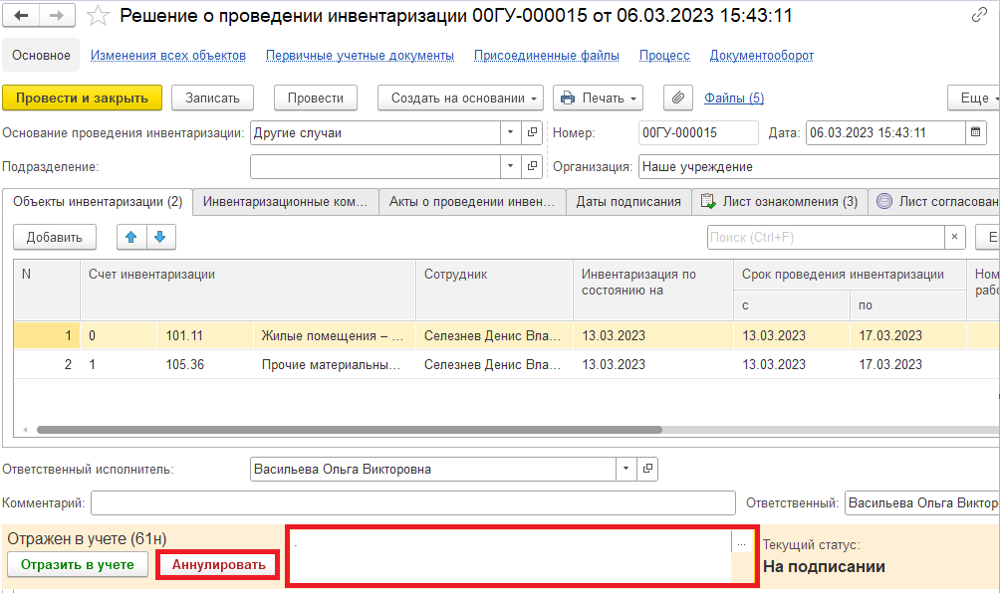 Решение о проведении инвентаризации 00ГУ-000015 от 06.03.2023 15:43:11
Основное Изменения всех объектов Первичные учетные документы Присоединенные файлы Процесс Документооборот
Провести и закрыть Записать Провести Создать на основании Печать Файлы (5) Еще
Основание проведения инвентаризации: Другие случаи Номер: 00ГУ-000015 Дата: 06.03.2023 15:43:11
Подразделение: Организация: Наше учреждение
Объекты инвентаризации (2) Инвентаризационные ком... Акты о проведении инвен... Даты подписания Лист ознакомления (3) Лист согласован
Добавить Поиск (Ctrl+F) × Е
N Счет инвентаризации Сотрудник Инвентаризация по Срок проведения инвентаризации Ном
состоянию на с по рабо
1 0 101.11 Жилые помещения – ... Селезнев Денис Вла... 13.03.2023 13.03.2023 17.03.2023
2 1 105.36 Прочие материальны... Селезнев Денис Вла... 13.03.2023 13.03.2023 17.03.2023
Ответственный исполнитель: Васильева Ольга Викторовна
Комментарий: Ответственный: Васильева Ольга Виктор
Отражен в учете (61н) . ... Текущий статус:
Отразить в учете Аннулировать На подписании